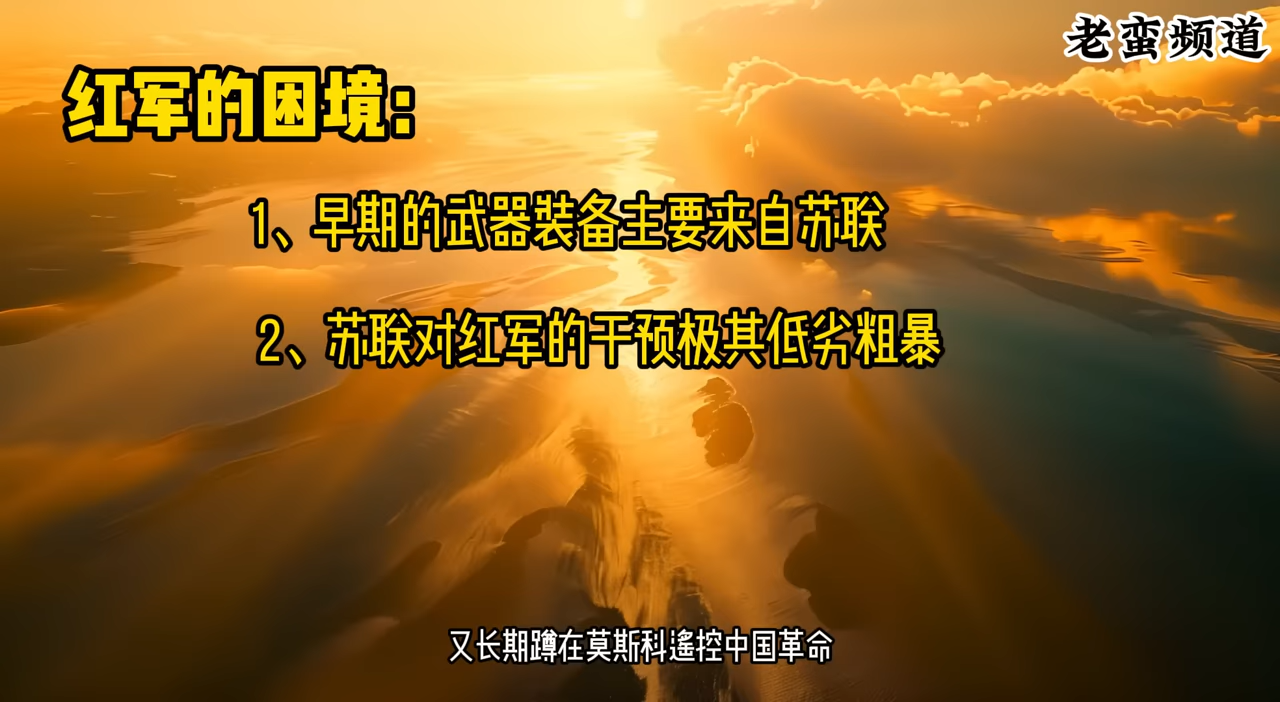 老蛮频道
红军的困境：
1、早期的武器装备主要来自苏联
2、苏联对红军的干预极其低劣粗暴
又长期蹲在莫斯科遥控中国革命